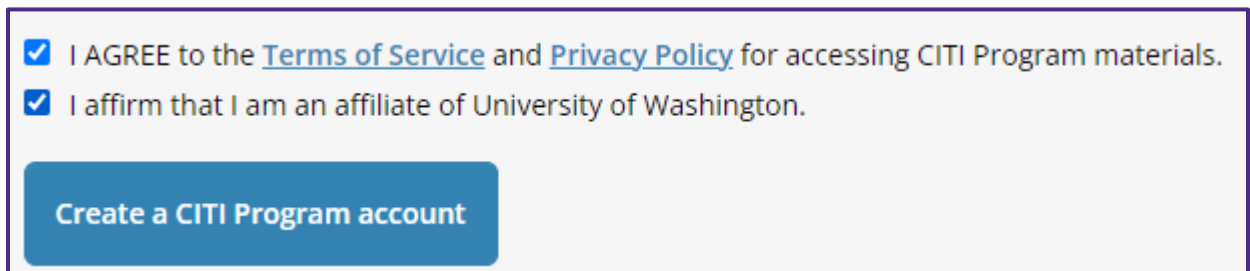 I AGREE to the Terms of Service and Privacy Policy for accessing CITI Program materials.
I affirm that I am an affiliate of University of Washington.
Create a CITI Program account